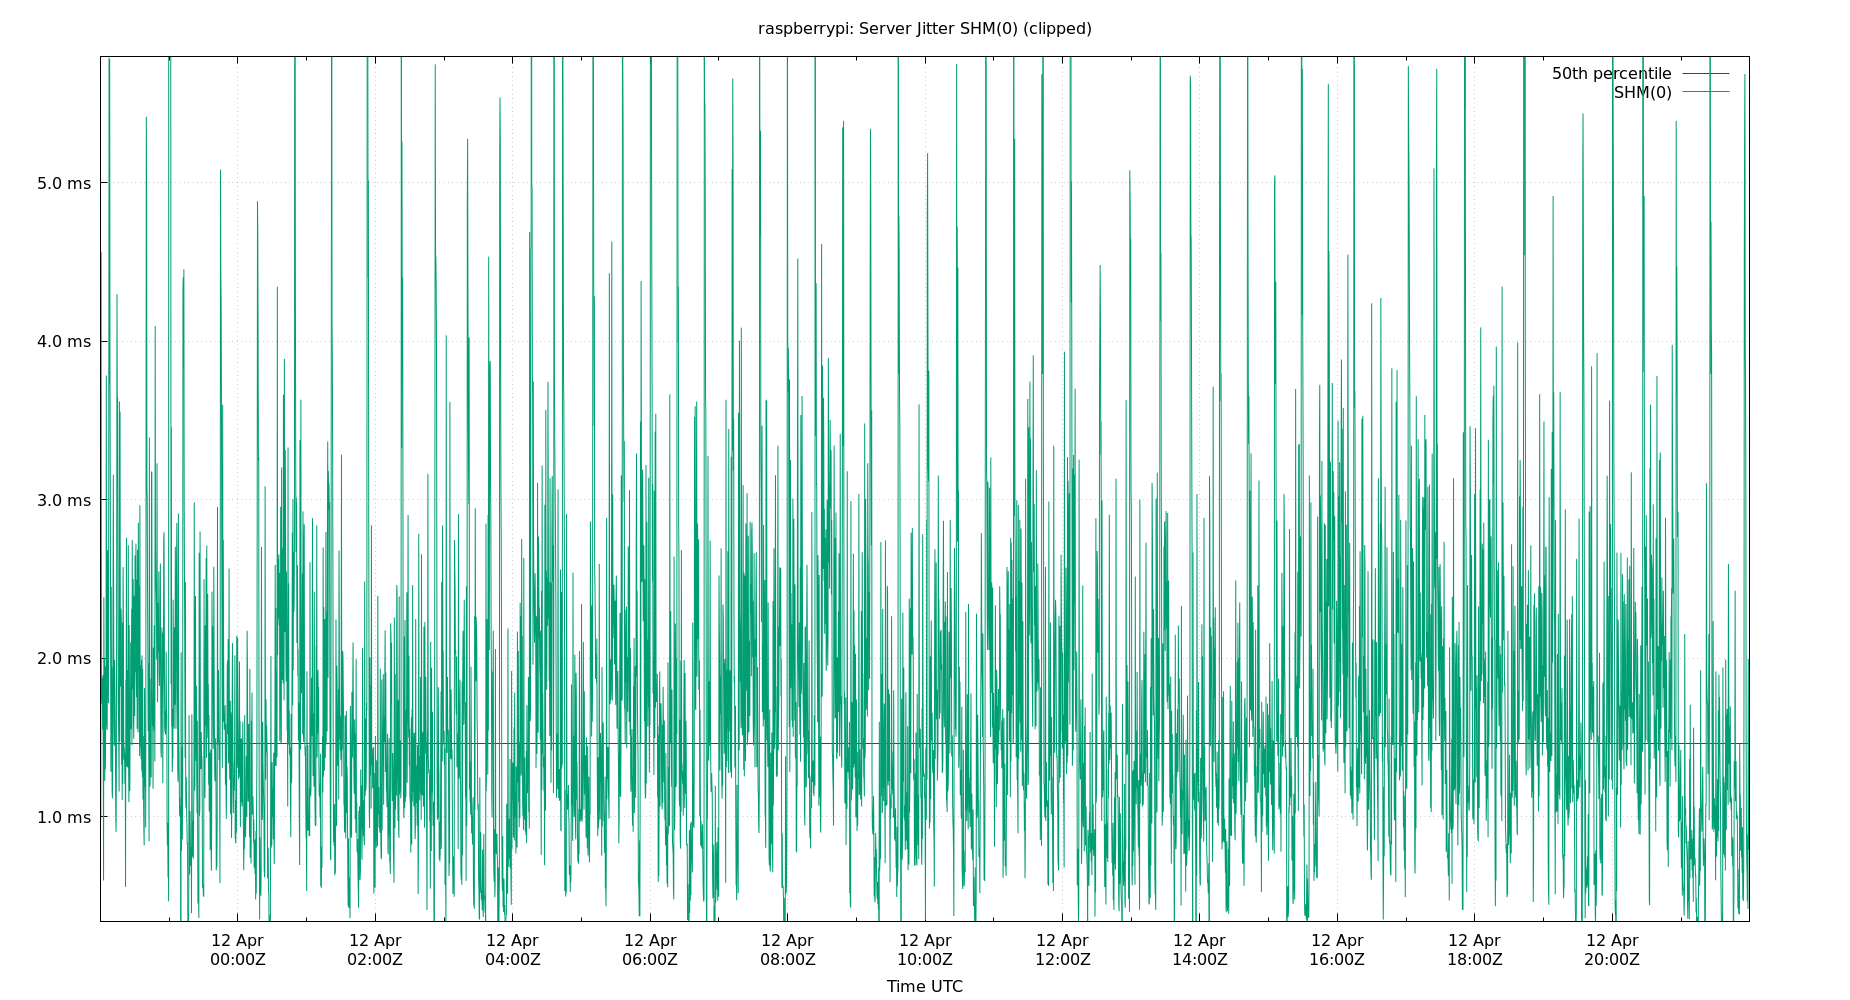 raspberrypi: Server Jitter SHM(0) (clipped)
50th percentile
SHM(0)
5.0 ms
4.0 ms
3.0 ms
2.0 ms
1.0 ms
12 Apr 12 Apr 12 Apr 12 Apr 12 Apr 12 Apr 12 Apr 12 Apr 12 Apr 12 Apr 12 Apr
00:00Z 02:00Z 04:00Z 06:00Z 08:00Z 10:00Z 12:00Z 14:00Z 16:00Z 18:00Z 20:00Z
Time UTC